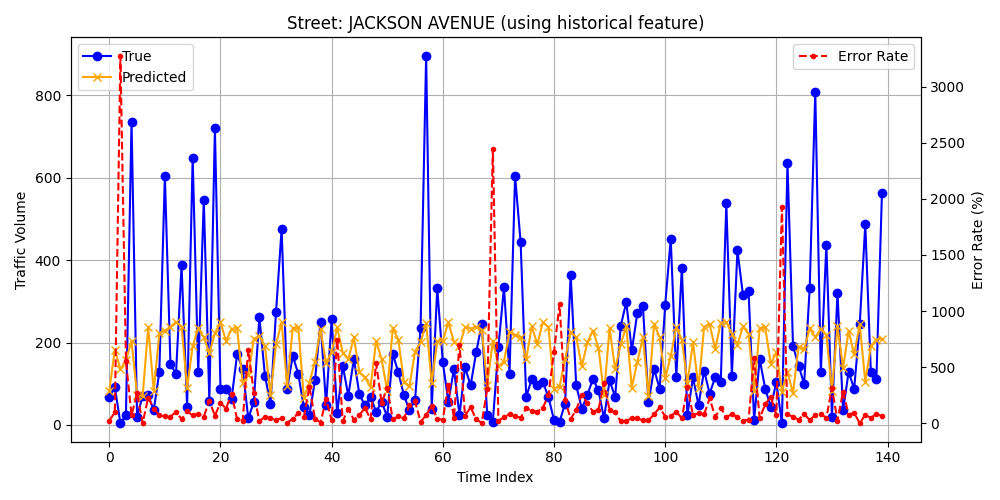 Street: JACKSON AVENUE (using historical feature)
True
Predicted
Error Rate
Traffic Volume
800
600
400
200
0
3000
2500
2000
1500
1000
500
0
Error Rate (%)
0 20 40 60 80 100 120 140
Time Index